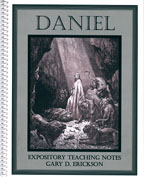 DANIEL
EXPOSITORY TEACHING NOTES
GARY D. ERICKSON